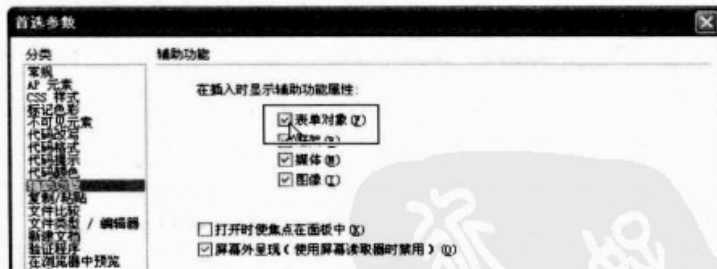 首选参数
分类
辅助功能
常规
AP 元素
CSS 样式
标记色彩
不可见元素
代码改写
代码格式
代码提示
代码颜色
复制/粘贴
文件比较
文件类型 / 编辑器
新建文档
验证程序
在浏览器中预览
在插入时显示辅助功能属性:
表单对象(F)
媒体(M)
图像(I)
打开时使焦点在面板中(K)
屏幕外呈现(使用屏幕读取器时禁用)(O)